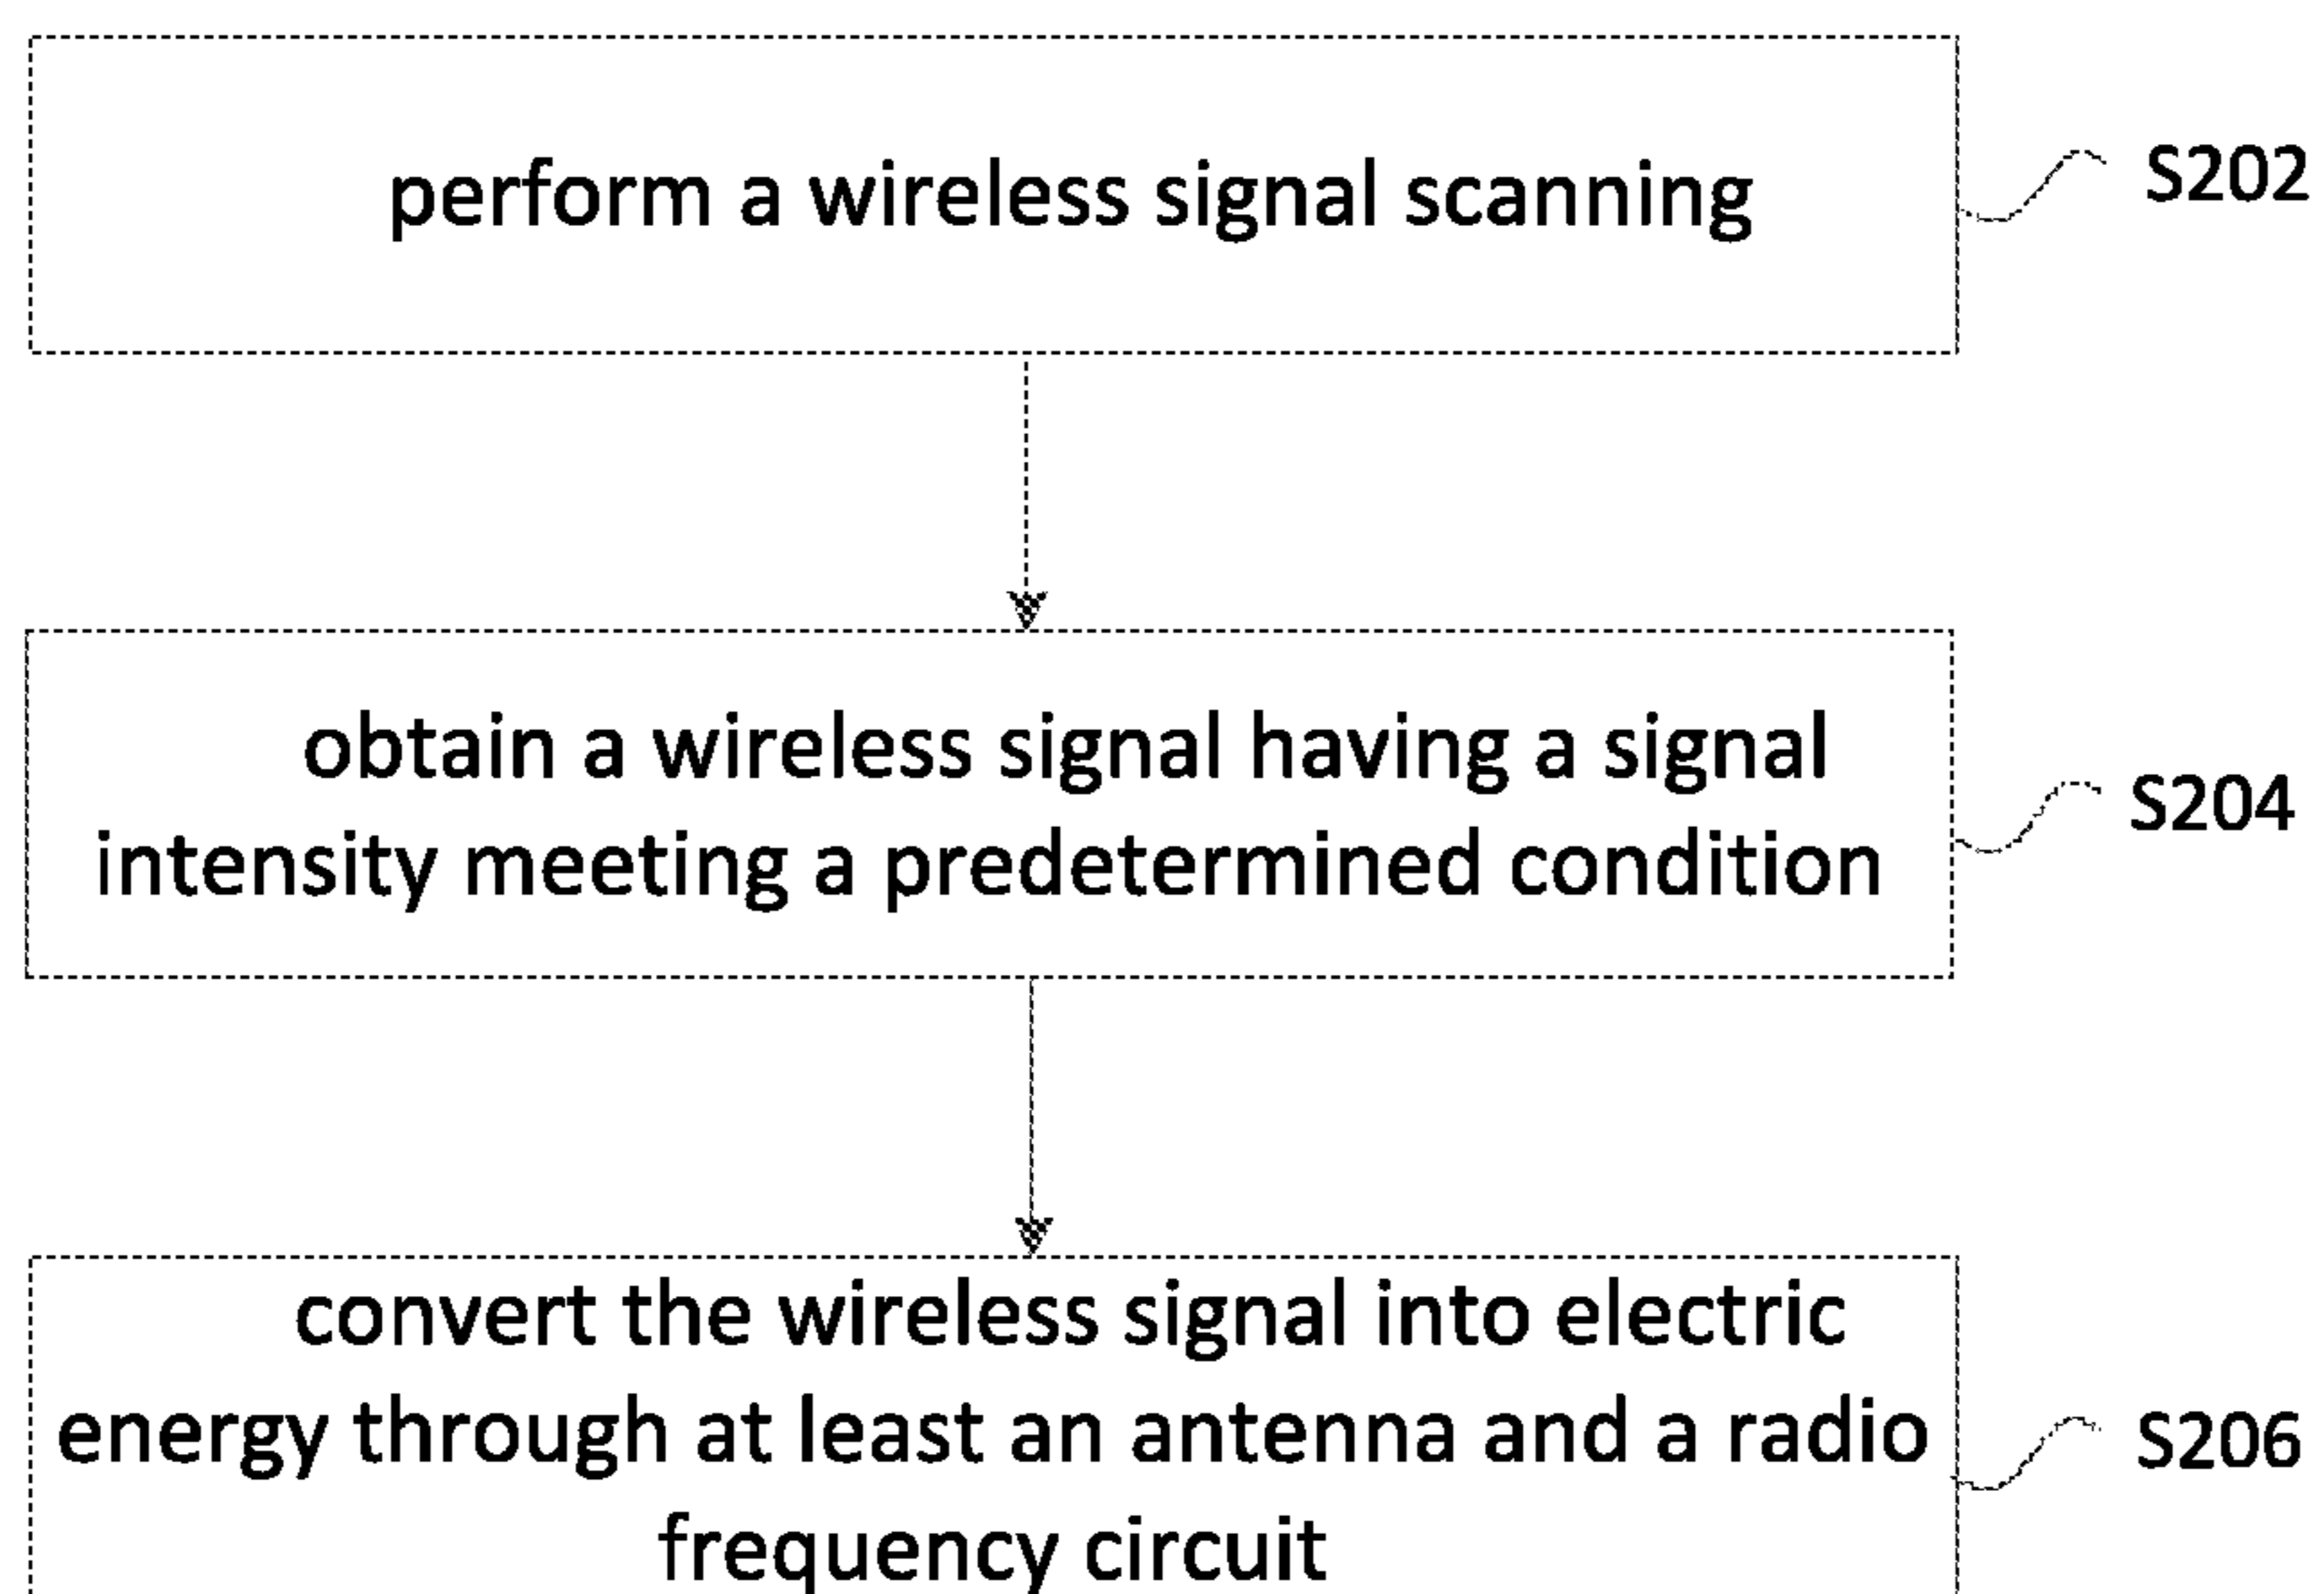 perform a wireless signal scanning
S202
obtain a wireless signal having a signal
intensity meeting a predetermined condition
S204
convert the wireless signal into electric
energy through at least an antenna and a radio
frequency circuit
S206